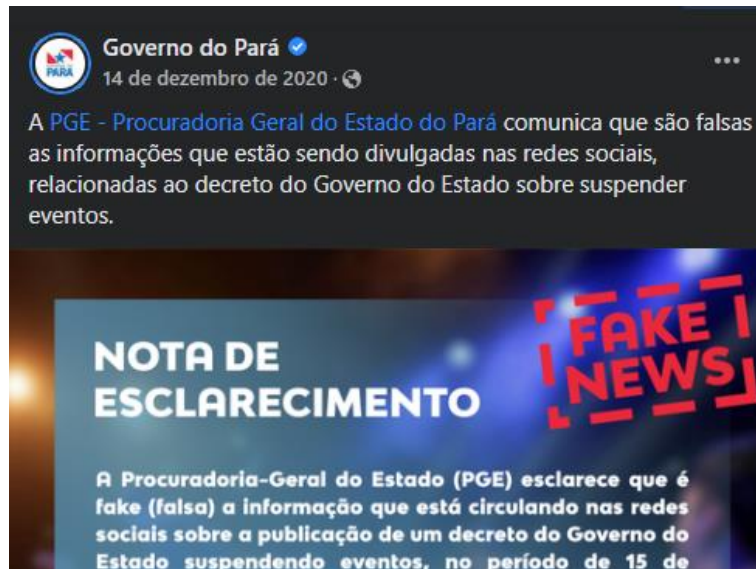 Governo do Pará
14 de dezembro de 2020 ·
PARÁ
A PGE - Procuradoria Geral do Estado do Pará comunica que são falsas
as informações que estão sendo divulgadas nas redes sociais,
relacionadas ao decreto do Governo do Estado sobre suspender
eventos.
FAKE
NEWS
NOTA DE
ESCLARECIMENTO
A Procuradoria-Geral do Estado (PGE) esclarece que é
fake (falsa) a informação que está circulando nas redes
sociais sobre a publicação de um decreto do Governo do
Estado suspendendo eventos, no período de 15 de